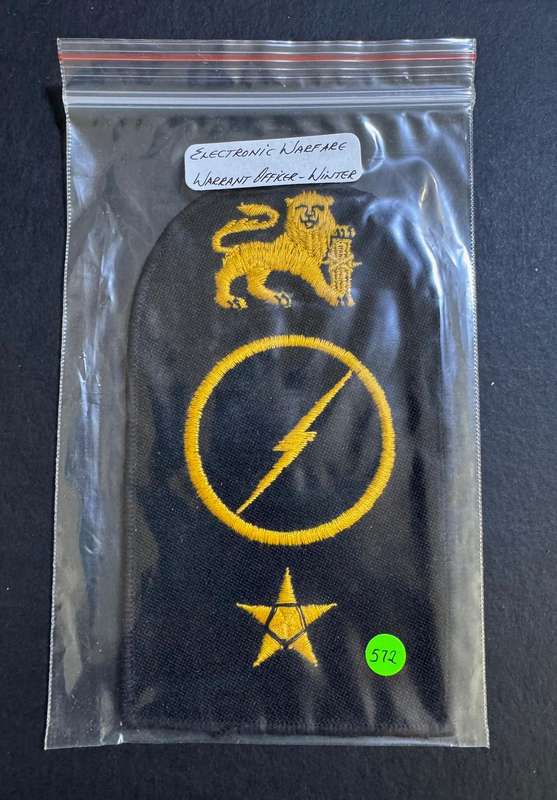 ELECTRONIC WARFARE
WARRANT OFFICER - WINTER
572